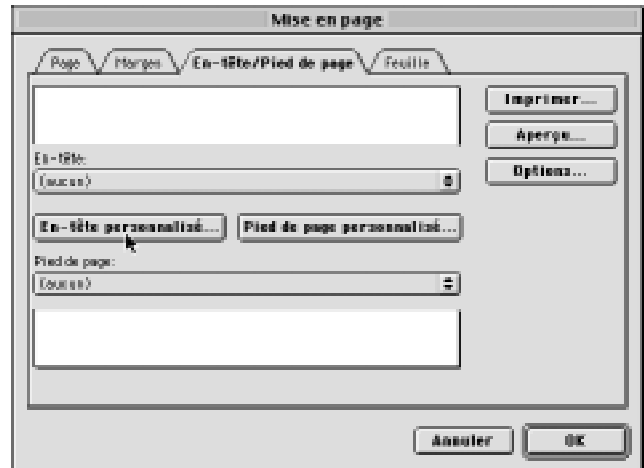 Mise en page
Page Marges En-tête/Pied de page Feuille
Imprimer...
Aperçu...
En-tête:
Options...
(aucun)
En-tête personnalisé... Pied de page personnalisé...
Pied de page:
(aucun)
Annuler OK